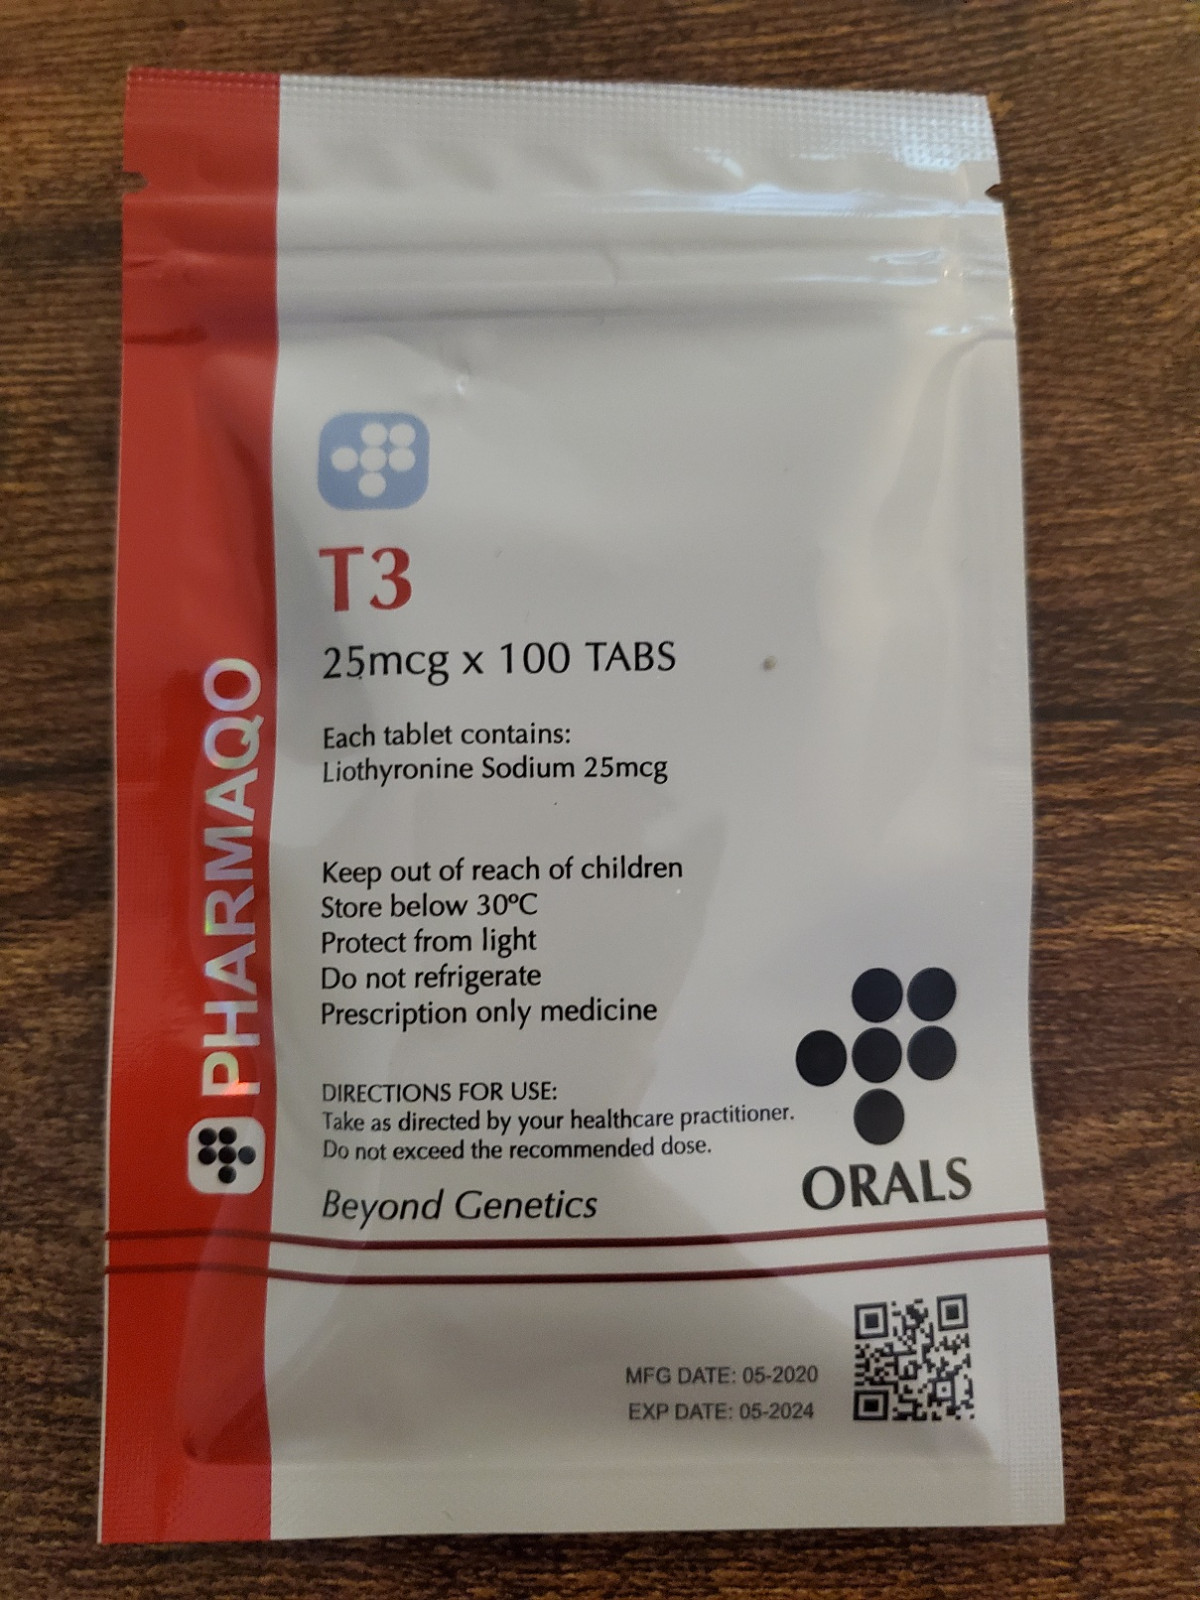 PHARMAQO
T3
25mcg x 100 TABS
Each tablet contains:
Liothyronine Sodium 25mcg
Keep out of reach of children
Store below 30ºC
Protect from light
Do not refrigerate
Prescription only medicine
DIRECTIONS FOR USE:
Take as directed by your healthcare practitioner.
Do not exceed the recommended dose.
Beyond Genetics
ORALS
MFG DATE: 05-2020
EXP DATE: 05-2024